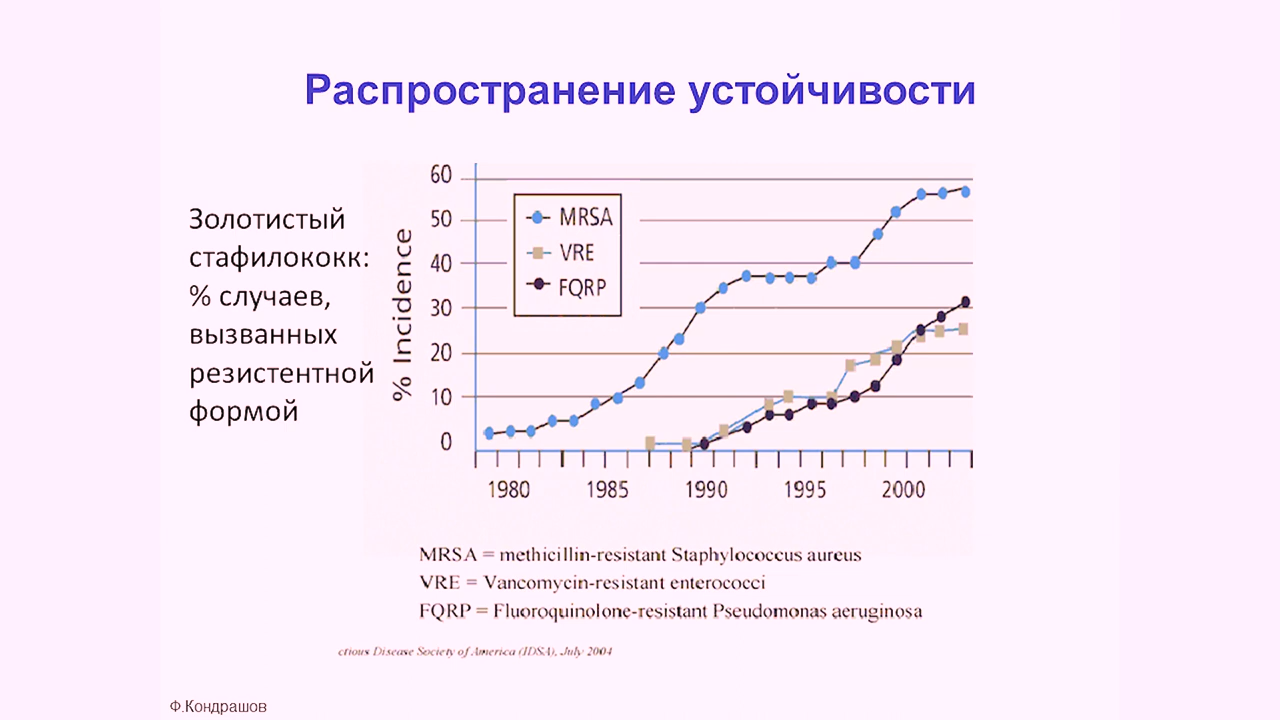 Распространение устойчивости
Золотистый
стафилококк:
% случаев,
вызванных
резистентной
формой
% Incidence
60
50
40
30
20
10
0
MRSA
VRE
FQRP
1980 1985 1990 1995 2000
MRSA = methicillin-resistant Staphylococcus aureus
VRE = Vancomycin-resistant enterococci
FQRP = Fluoroquinolone-resistant Pseudomonas aeruginosa
ctious Disease Society of America (IDSA), July 2004
Ф.Кондрашов